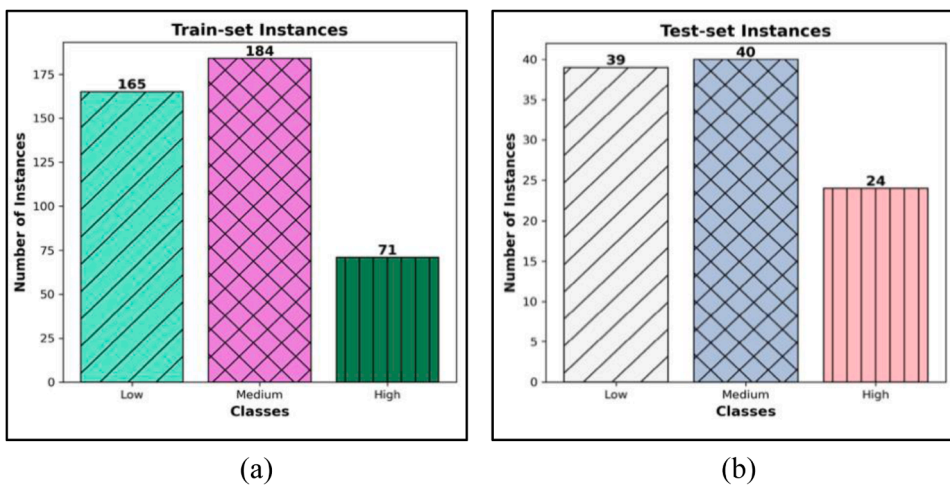 Train-set Instances
184
165
71
175
150
125
100
75
50
25
0
Number of Instances
Low Medium High
Classes
(a)
Test-set Instances
39
40
24
40
35
30
25
20
15
10
5
0
Number of Instances
Low Medium High
Classes
(b)